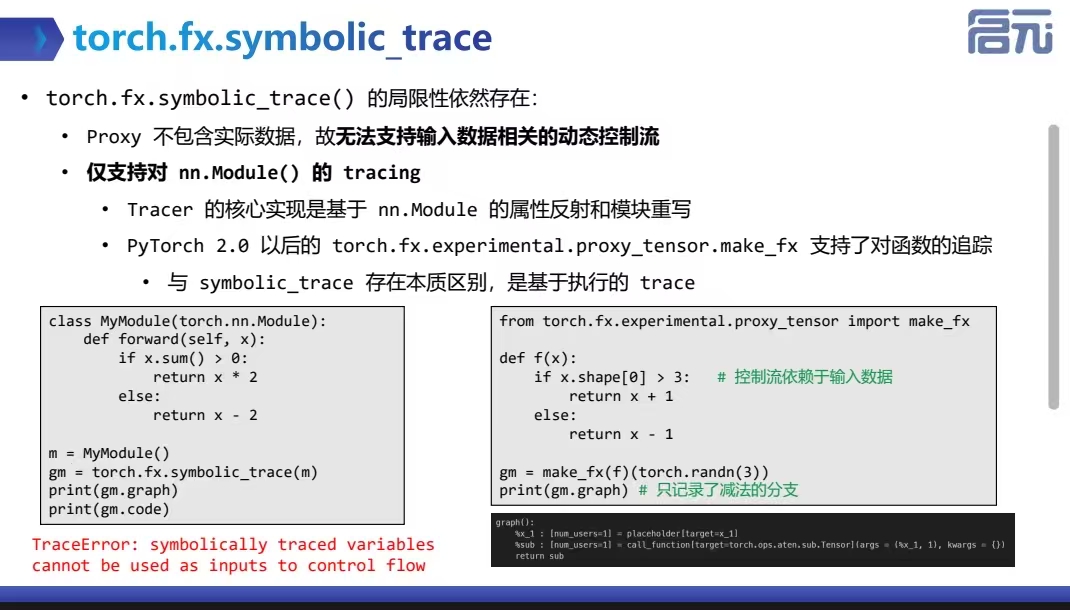 torch.fx.symbolic_trace
启元
• torch.fx.symbolic_trace() 的局限性依然存在：
• Proxy 不包含实际数据，故无法支持输入数据相关的动态控制流
• 仅支持对 nn.Module() 的 tracing
• Tracer 的核心实现是基于 nn.Module 的属性反射和模块重写
• PyTorch 2.0 以后的 torch.fx.experimental.proxy_tensor.make_fx 支持了对函数的追踪
• 与 symbolic_trace 存在本质区别，是基于执行的 trace
class MyModule(torch.nn.Module):
    def forward(self, x):
        if x.sum() > 0:
            return x * 2
        else:
            return x - 2
m = MyModule()
gm = torch.fx.symbolic_trace(m)
print(gm.graph)
print(gm.code)
TraceError: symbolically traced variables
cannot be used as inputs to control flow
from torch.fx.experimental.proxy_tensor import make_fx
def f(x):
    if x.shape[0] > 3:   # 控制流依赖于输入数据
        return x + 1
    else:
        return x - 1
gm = make_fx(f)(torch.randn(3))
print(gm.graph) # 只记录了减法的分支
graph():
    %x_1 : [num_users=1] = placeholder[target=x_1]
    %sub : [num_users=1] = call_function[target=torch.ops.aten.sub.Tensor](args = (%x_1, 1), kwargs = {})
    return sub